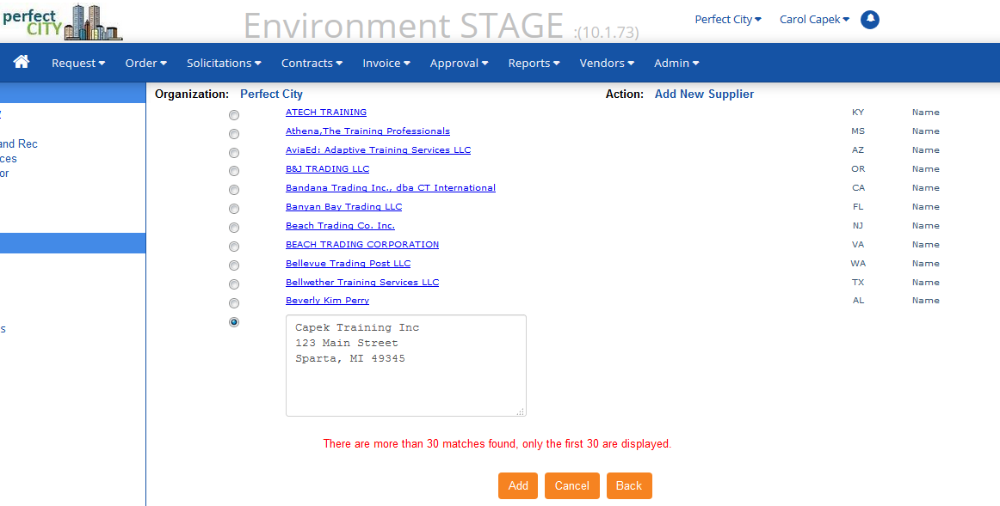 perfect
CITY
Environment STAGE :(10.1.73)
Perfect City
Carol Capek
Request Order Solicitations Contracts Invoice Approval Reports Vendors Admin
Organization: Perfect City Action: Add New Supplier
and Rec
ces
or
s
ATECH TRAINING KY Name
Athena,The Training Professionals MS Name
AviaEd: Adaptive Training Services LLC AZ Name
B&J TRADING LLC OR Name
Bandana Trading Inc., dba CT International CA Name
Banyan Bay Trading LLC FL Name
Beach Trading Co. Inc. NJ Name
BEACH TRADING CORPORATION VA Name
Bellevue Trading Post LLC WA Name
Bellwether Training Services LLC TX Name
Beverly Kim Perry AL Name
Capek Training Inc
123 Main Street
Sparta, MI 49345
There are more than 30 matches found, only the first 30 are displayed.
Add Cancel Back